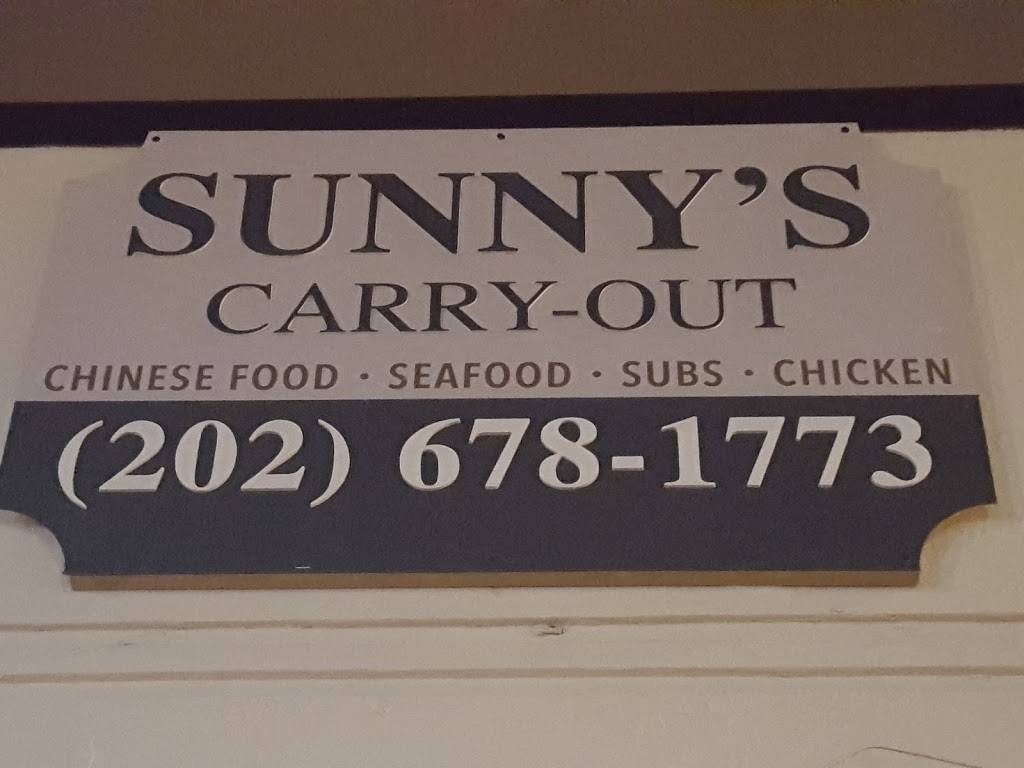 SUNNY'S
CARRY-OUT
CHINESE FOOD · SEAFOOD · SUBS · CHICKEN
(202) 678-1773